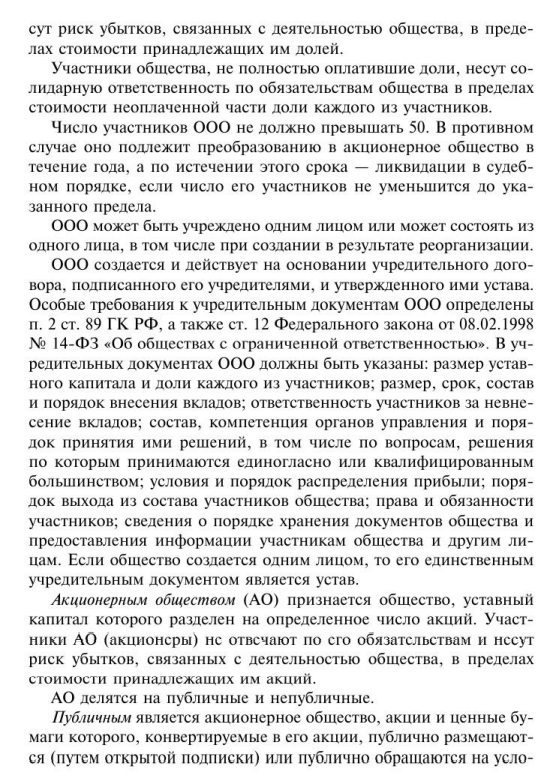 сут риск убытков, связанных с деятельностью общества, в преде-
лах стоимости принадлежащих им долей.
Участники общества, не полностью оплатившие доли, несут со-
лидарную ответственность по обязательствам общества в пределах
стоимости неоплаченной части доли каждого из участников.
Число участников ООО не должно превышать 50. В противном
случае оно подлежит преобразованию в акционерное общество в
течение года, а по истечении этого срока — ликвидации в судеб-
ном порядке, если число его участников не уменьшится до ука-
занного предела.
ООО может быть учреждено одним лицом или может состоять из
одного лица, в том числе при создании в результате реорганизации.
ООО создается и действует на основании учредительного дого-
вора, подписанного его учредителями, и утвержденного ими устава.
Особые требования к учредительным документам ООО определены
п. 2 ст. 89 ГК РФ, а также ст. 12 Федерального закона от 08.02.1998
№ 14-ФЗ «Об обществах с ограниченной ответственностью». В уч-
редительных документах ООО должны быть указаны: размер устав-
ного капитала и доли каждого из участников; размер, срок, состав
и порядок внесения вкладов; ответственность участников за невне-
сение вкладов; состав, компетенция органов управления и поря-
док принятия ими решений, в том числе по вопросам, решения
по которым принимаются единогласно или квалифицированным
большинством; условия и порядок распределения прибыли; поря-
док выхода из состава участников общества; права и обязанности
участников; сведения о порядке хранения документов общества и
предоставления информации участникам общества и другим ли-
цам. Если общество создается одним лицом, то его единственным
учредительным документом является устав.
Акционерным обществом (АО) признается общество, уставный
капитал которого разделен на определенное число акций. Участ-
ники АО (акционеры) не отвечают по его обязательствам и несут
риск убытков, связанных с деятельностью общества, в пределах
стоимости принадлежащих им акций.
АО делятся на публичные и непубличные.
Публичным является акционерное общество, акции и ценные бу-
маги которого, конвертируемые в его акции, публично размещают-
ся (путем открытой подписки) или публично обращаются на усло-